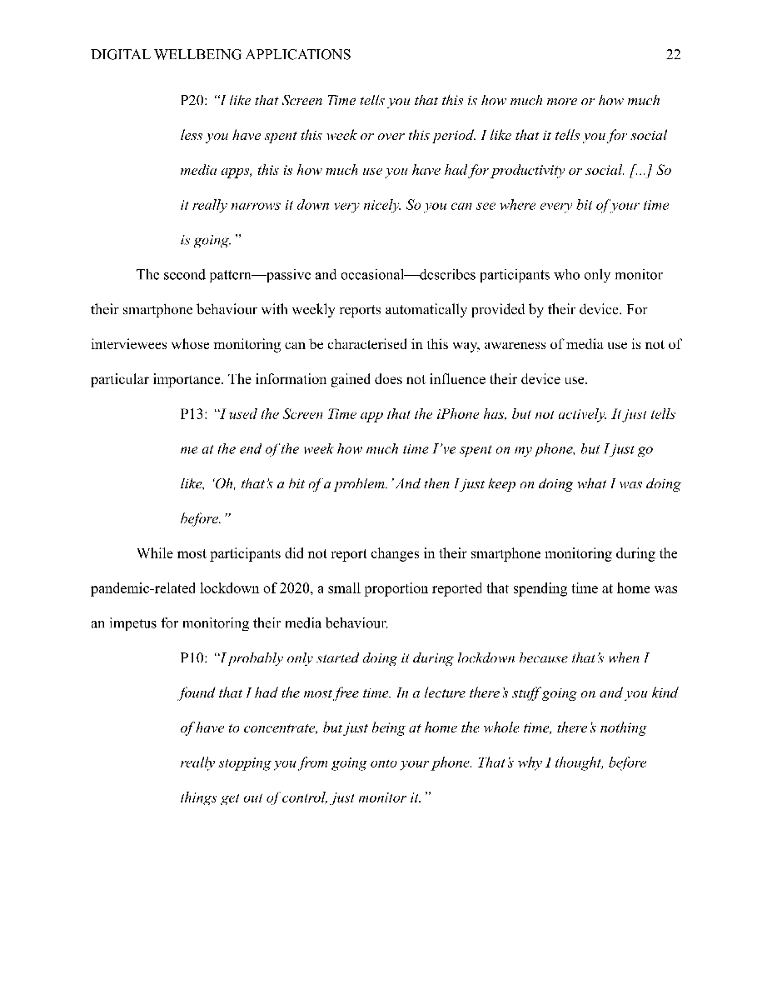 DIGITAL WELLBEING APPLICATIONS 22
P20: “I like that Screen Time tells you that this is how much more or how much
less you have spent this week or over this period. I like that it tells you for social
media apps, this is how much use you have had for productivity or social. [...] So
it really narrows it down very nicely. So you can see where every bit of your time
is going.”
The second pattern—passive and occasional—describes participants who only monitor
their smartphone behaviour with weekly reports automatically provided by their device. For
interviewees whose monitoring can be characterised in this way, awareness of media use is not of
particular importance. The information gained does not influence their device use.
P13: “I used the Screen Time app that the iPhone has, but not actively. It just tells
me at the end of the week how much time I’ve spent on my phone, but I just go
like, ‘Oh, that’s a bit of a problem.’ And then I just keep on doing what I was doing
before.”
While most participants did not report changes in their smartphone monitoring during the
pandemic-related lockdown of 2020, a small proportion reported that spending time at home was
an impetus for monitoring their media behaviour.
P10: “I probably only started doing it during lockdown because that’s when I
found that I had the most free time. In a lecture there’s stuff going on and you kind
of have to concentrate, but just being at home the whole time, there’s nothing
really stopping you from going onto your phone. That’s why I thought, before
things get out of control, just monitor it.”